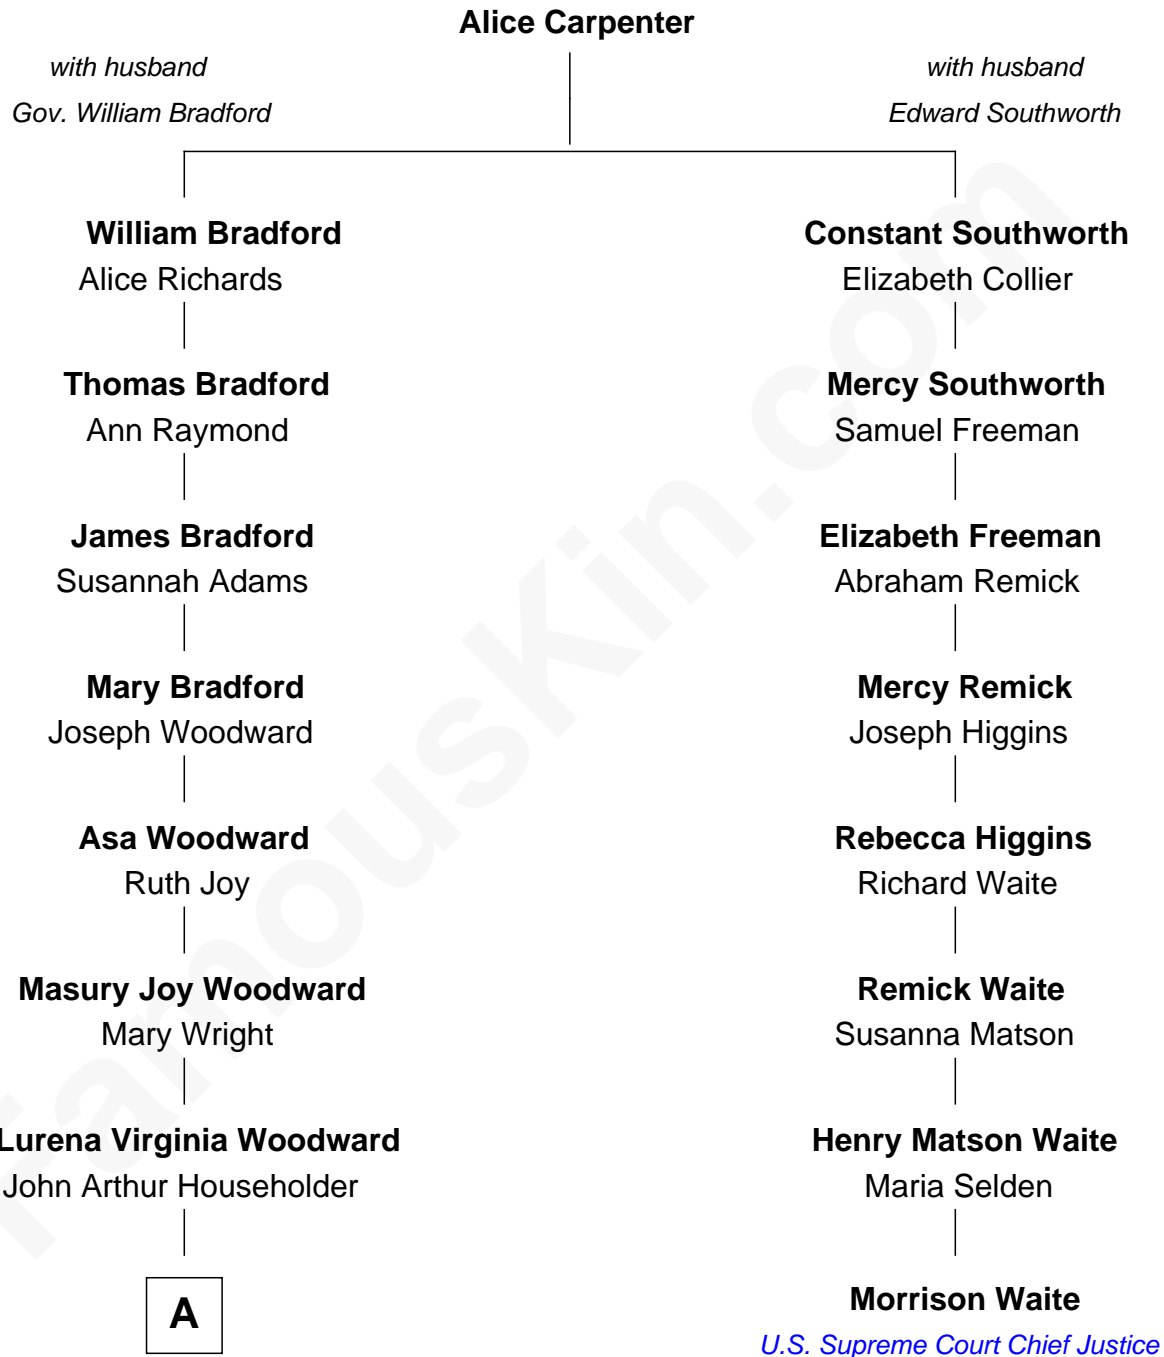 Alice Carpenter
with husband
Gov. William Bradford
with husband
Edward Southworth
William Bradford
Alice Richards
Constant Southworth
Elizabeth Collier
Thomas Bradford
Ann Raymond
Mercy Southworth
Samuel Freeman
James Bradford
Susannah Adams
Elizabeth Freeman
Abraham Remick
Mary Bradford
Joseph Woodward
Mercy Remick
Joseph Higgins
Asa Woodward
Ruth Joy
Rebecca Higgins
Richard Waite
Masury Joy Woodward
Mary Wright
Remick Waite
Susanna Matson
Lurena Virginia Woodward
John Arthur Householder
Henry Matson Waite
Maria Selden
A
Morrison Waite
U.S. Supreme Court Chief Justice
FamousKin.com